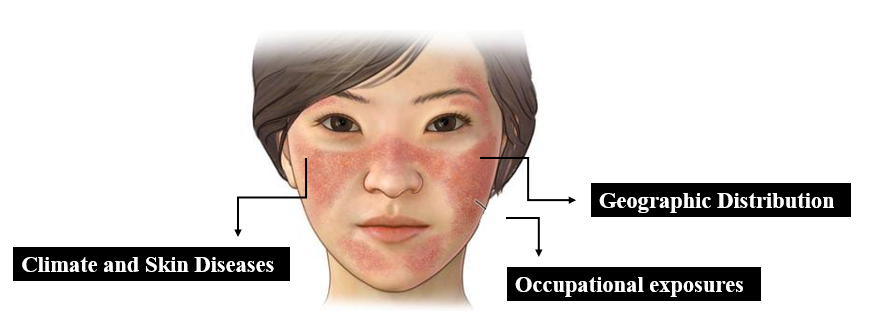 Geographic Distribution
Climate and Skin Diseases
Occupational exposures